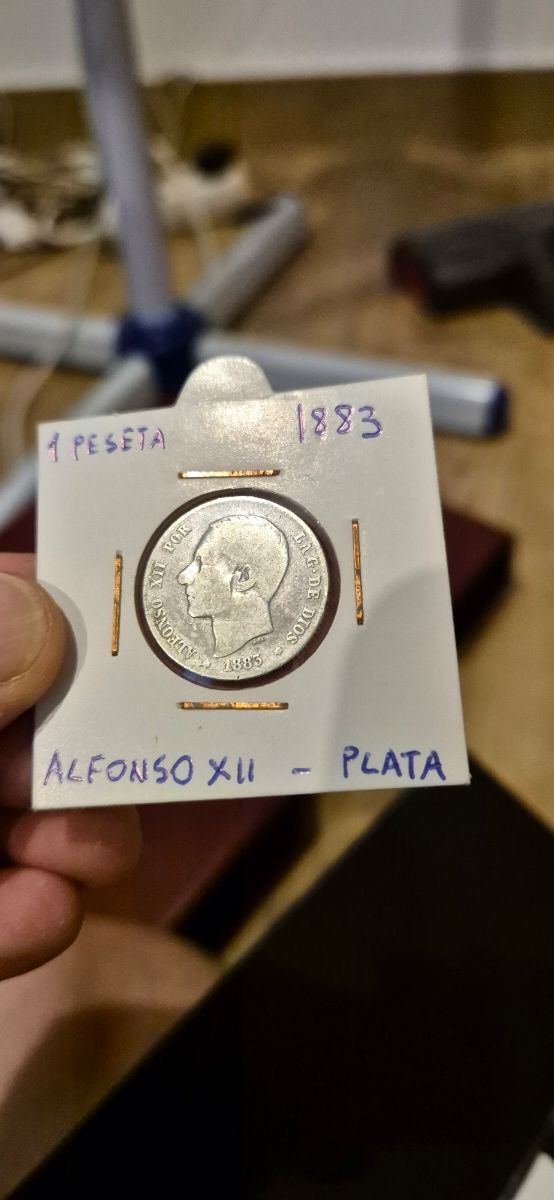 1 PESETA 1883
ALFONSO XII POR LA G. DE DIOS
1883
ALFONSO XII - PLATA